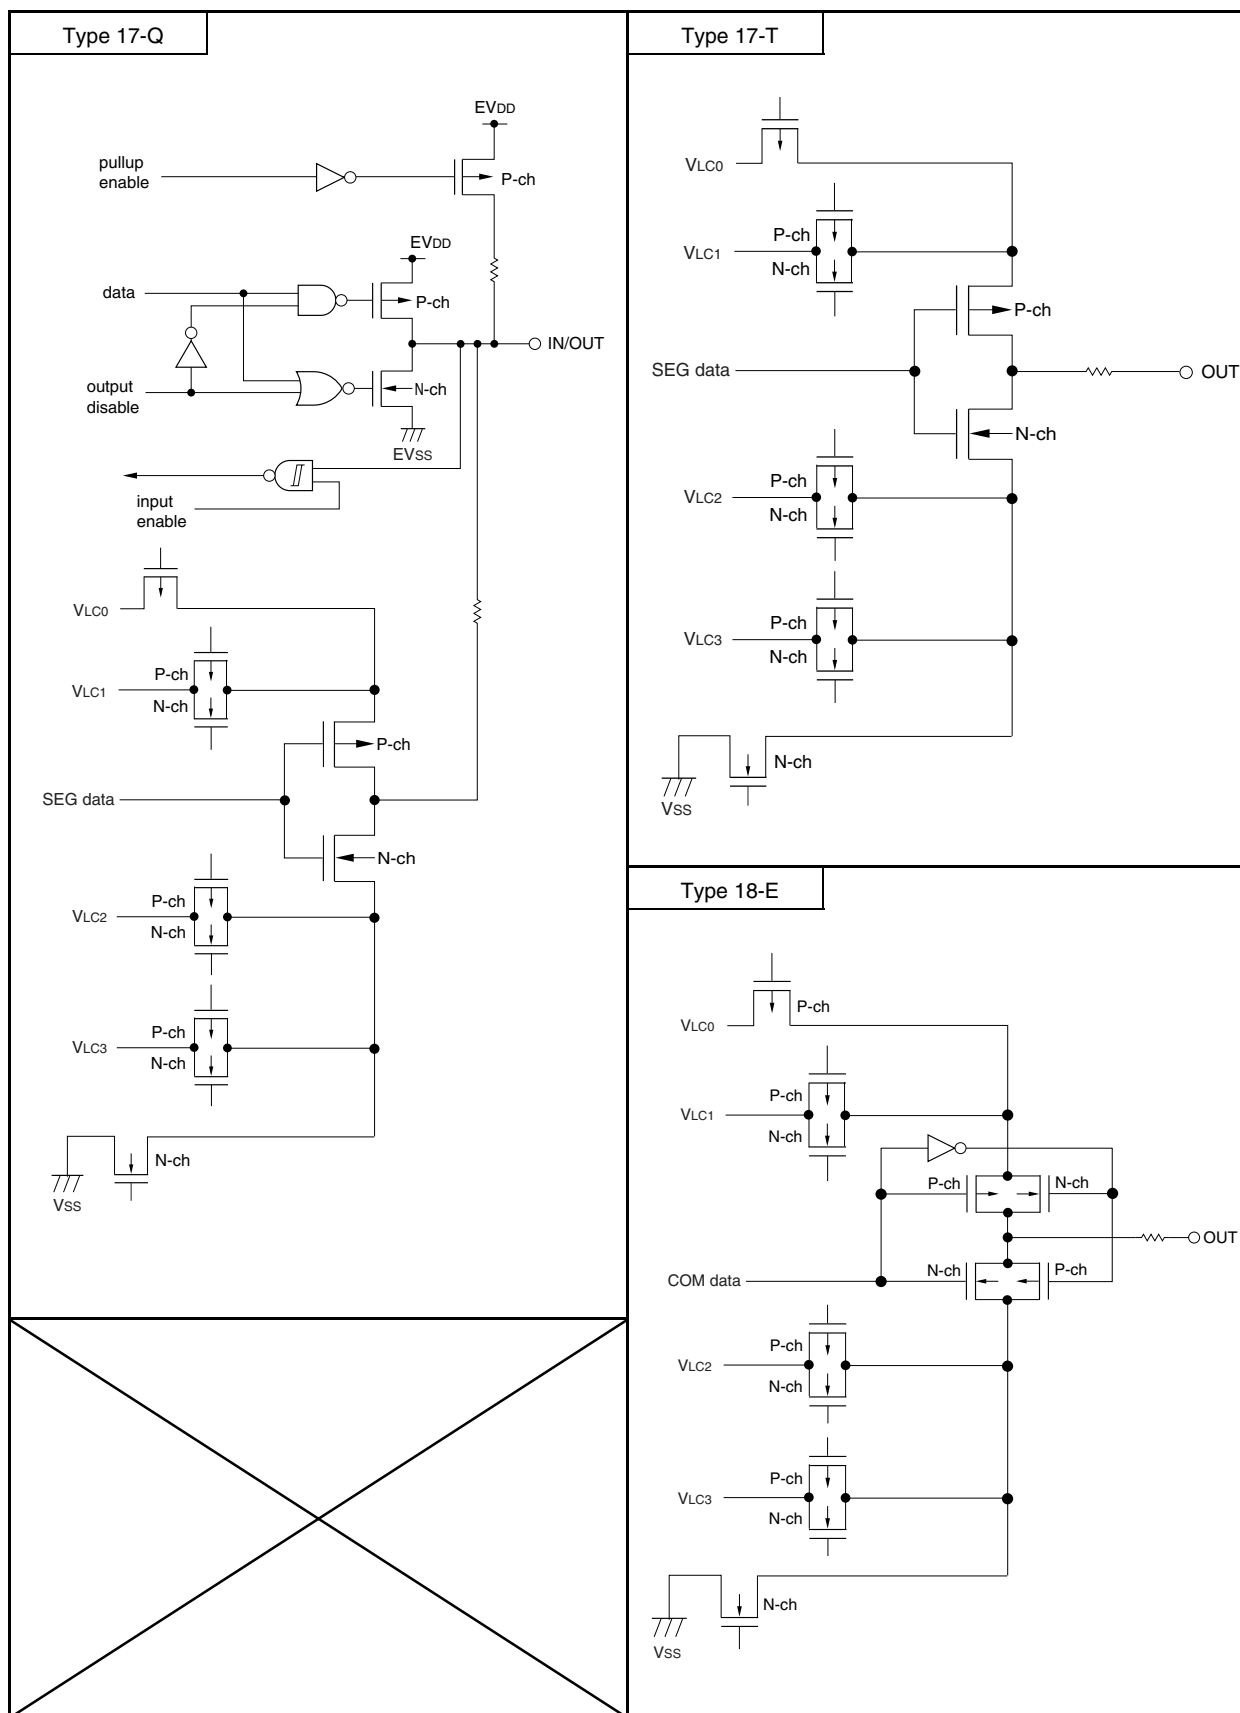 Type 17-Q
EVDD
pullup
enable
P-ch
EVDD
data
P-ch
IN/OUT
output
disable
N-ch
EVSS
input
enable
VLC0
P-ch
VLC1
N-ch
P-ch
SEG data
N-ch
P-ch
VLC2
N-ch
P-ch
VLC3
N-ch
N-ch
VSS
Type 17-T
VLC0
P-ch
VLC1
N-ch
P-ch
SEG data
OUT
N-ch
P-ch
VLC2
N-ch
P-ch
VLC3
N-ch
N-ch
VSS
Type 18-E
P-ch
VLC0
P-ch
VLC1
N-ch
P-ch N-ch
OUT
N-ch P-ch
COM data
P-ch
VLC2
N-ch
P-ch
VLC3
N-ch
N-ch
VSS